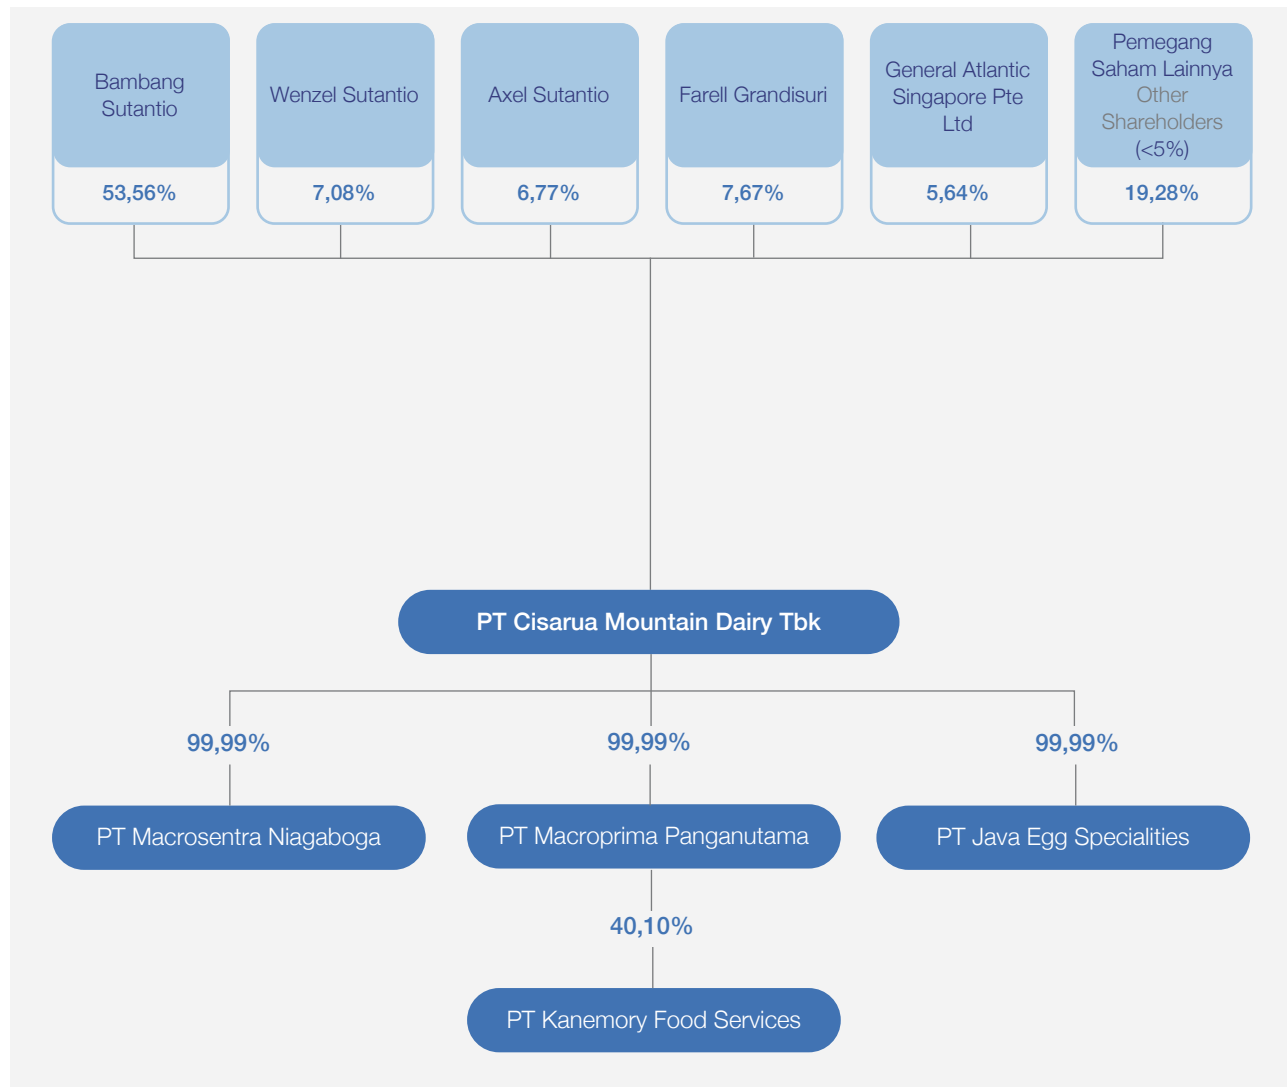 Bambang
Sutantio
53,56%
Wenzel Sutantio
7,08%
Axel Sutantio
6,77%
Farell Grandisuri
7,67%
General Atlantic
Singapore Pte
Ltd
5,64%
Pemegang
Saham Lainnya
Other
Shareholders
(<5%)
19,28%
PT Cisarua Mountain Dairy Tbk
99,99%
99,99%
99,99%
PT Macrosentra Niagaboga
PT Macroprima Panganutama
PT Java Egg Specialities
40,10%
PT Kanemory Food Services